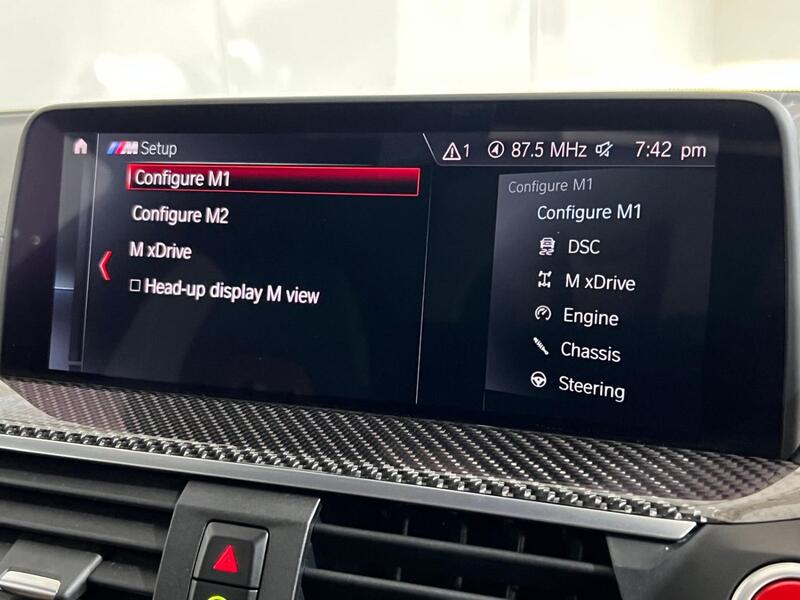 M Setup
1 87.5 MHz 7:42 pm
Configure M1
Configure M2
M xDrive
Head-up display M view
Configure M1
Configure M1
DSC
M xDrive
Engine
Chassis
Steering